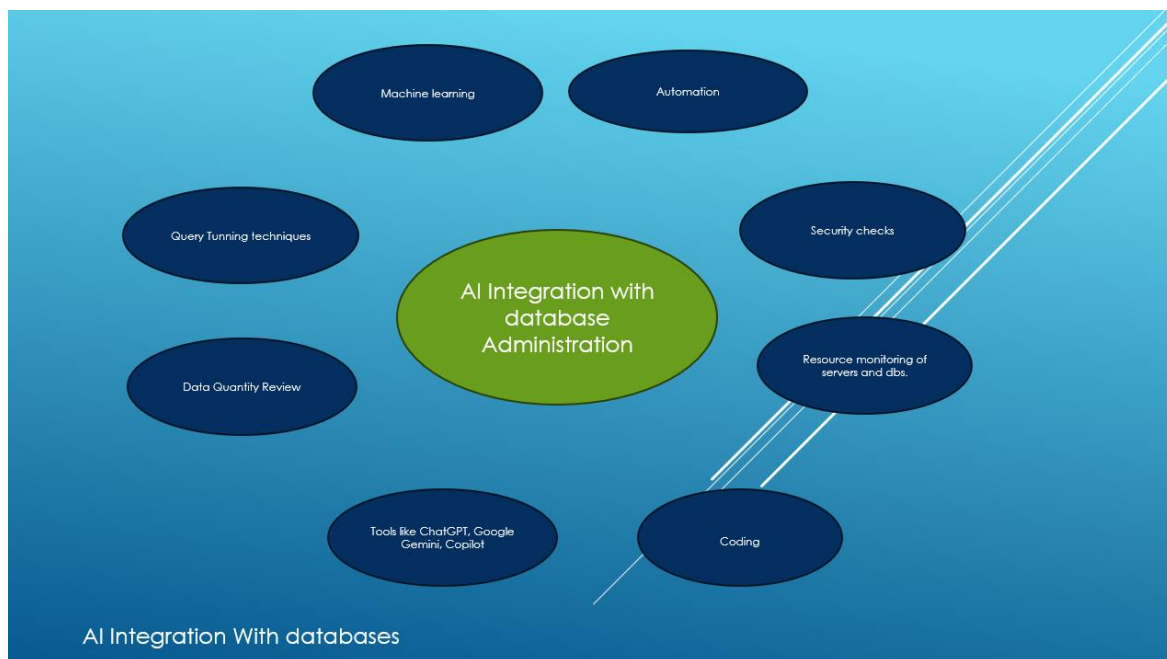 Machine learning
Automation
Query Tunning techniques
Security checks
AI Integration with
database
Administration
Resource monitoring of
servers and dbs.
Data Quantity Review
Tools like ChatGPT, Google
Gemini, Copilot
Coding
AI Integration With databases